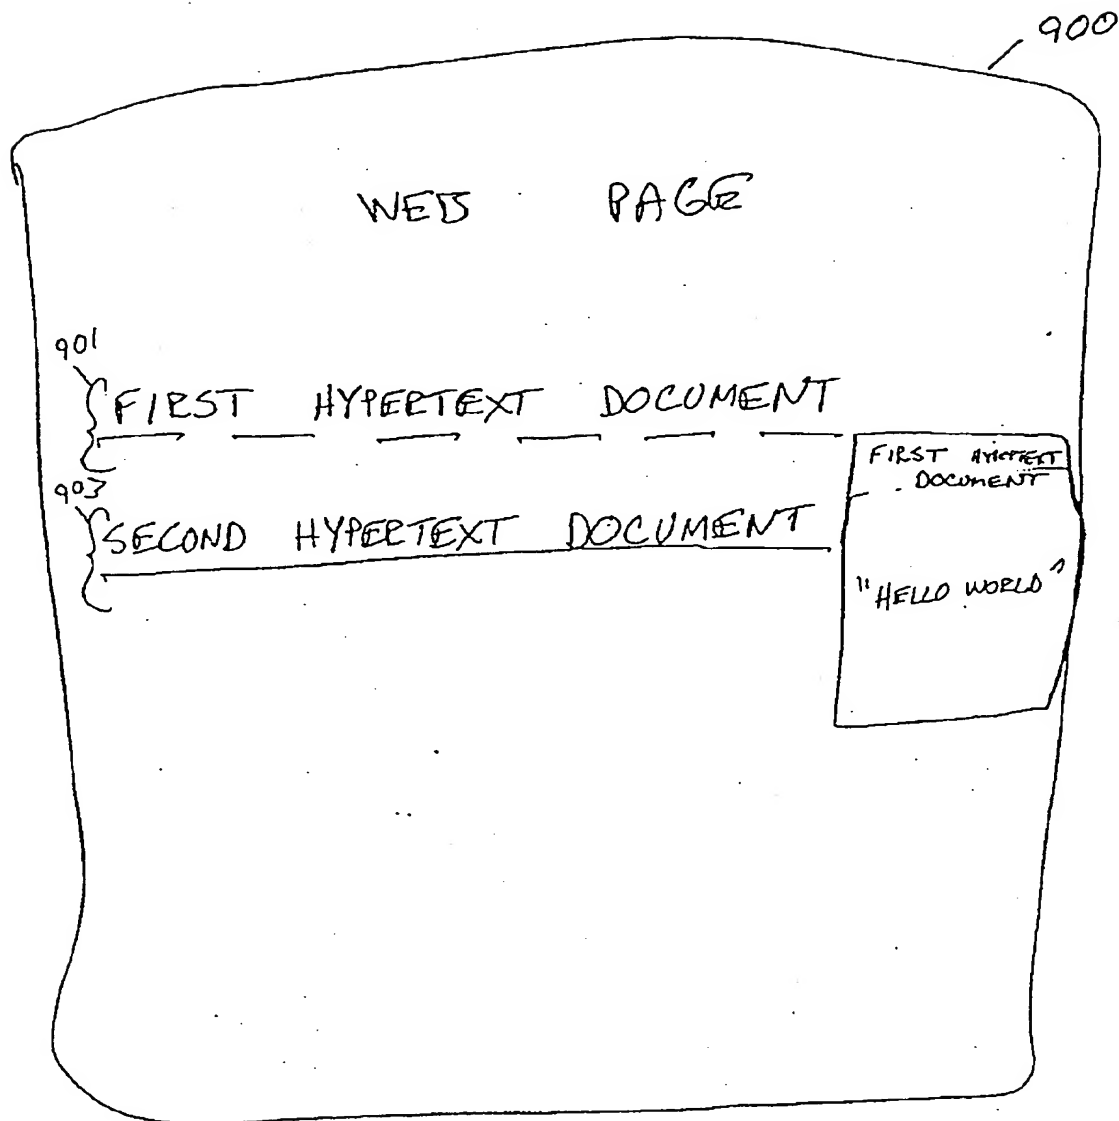 900
WEB PAGE
901
FIRST HYPERTEXT DOCUMENT
FIRST HYPERTEXT
DOCUMENT
903
SECOND HYPERTEXT DOCUMENT
"HELLO WORLD"